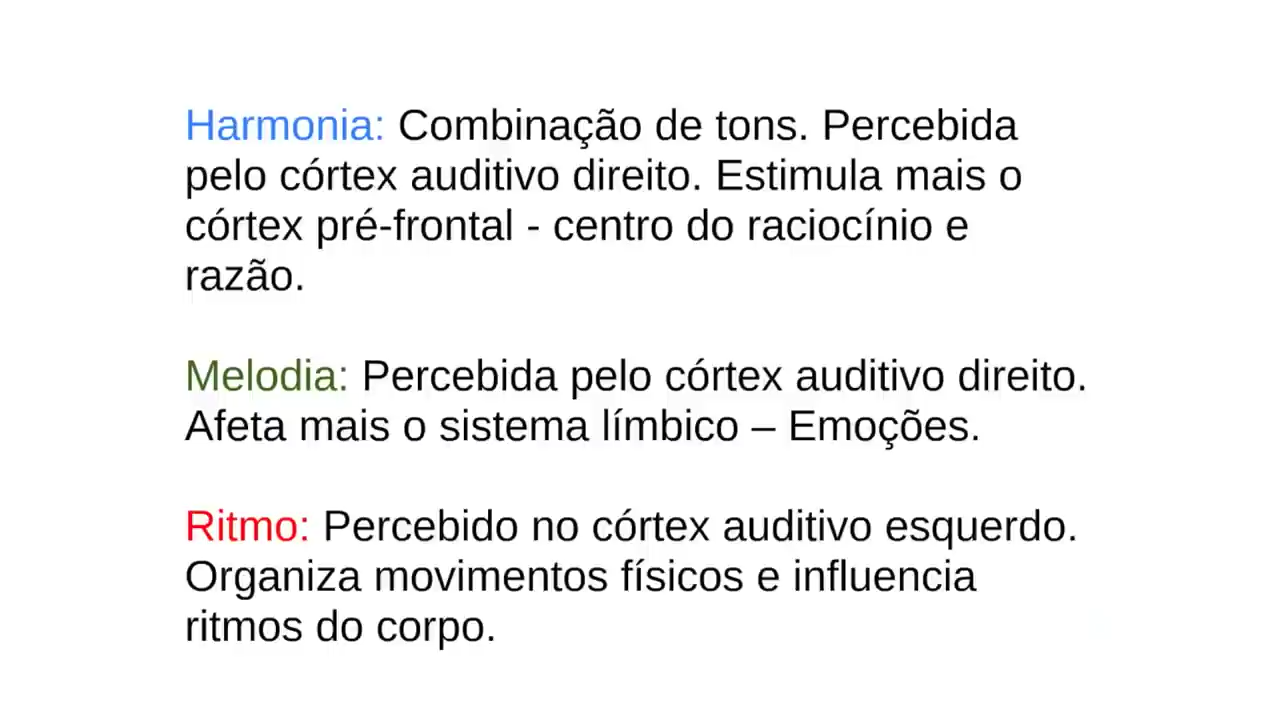 Harmonia: Combinação de tons. Percebida
pelo córtex auditivo direito. Estimula mais o
córtex pré-frontal - centro do raciocínio e
razão.
Melodia: Percebida pelo córtex auditivo direito.
Afeta mais o sistema límbico – Emoções.
Ritmo: Percebido no córtex auditivo esquerdo.
Organiza movimentos físicos e influencia
ritmos do corpo.